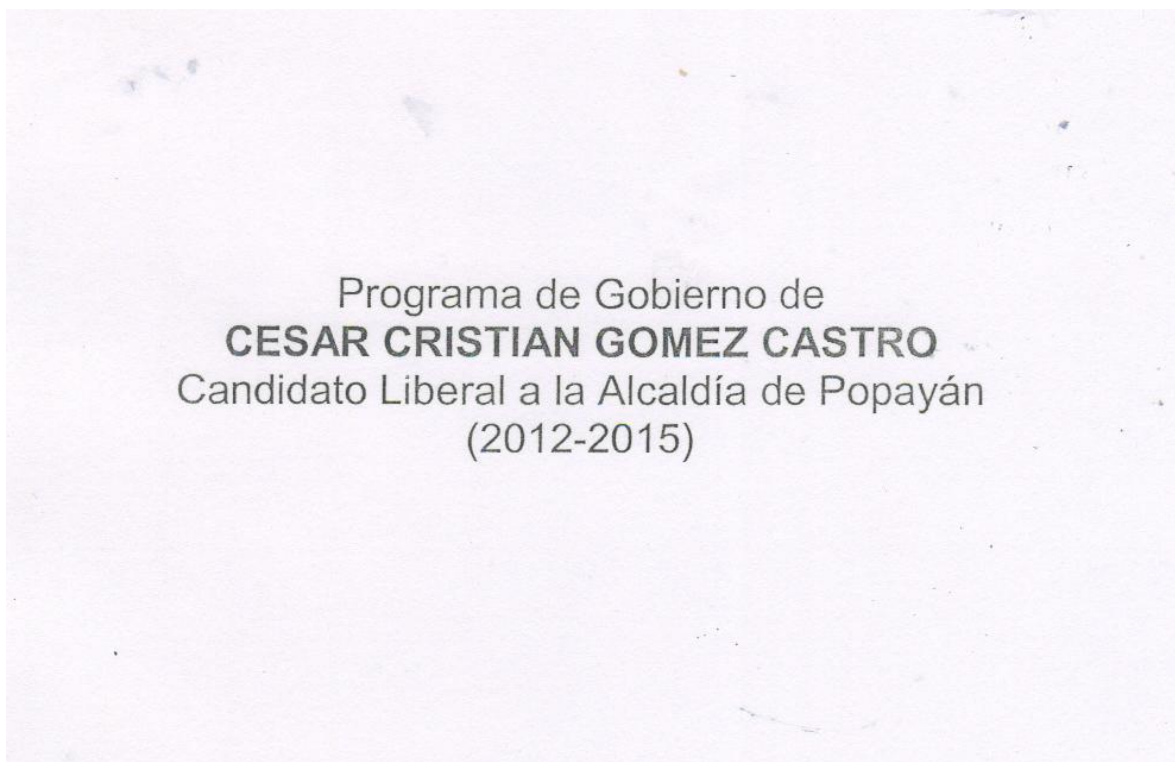 Programa de Gobierno de
CESAR CRISTIAN GOMEZ CASTRO
Candidato Liberal a la Alcaldía de Popayán
(2012-2015)